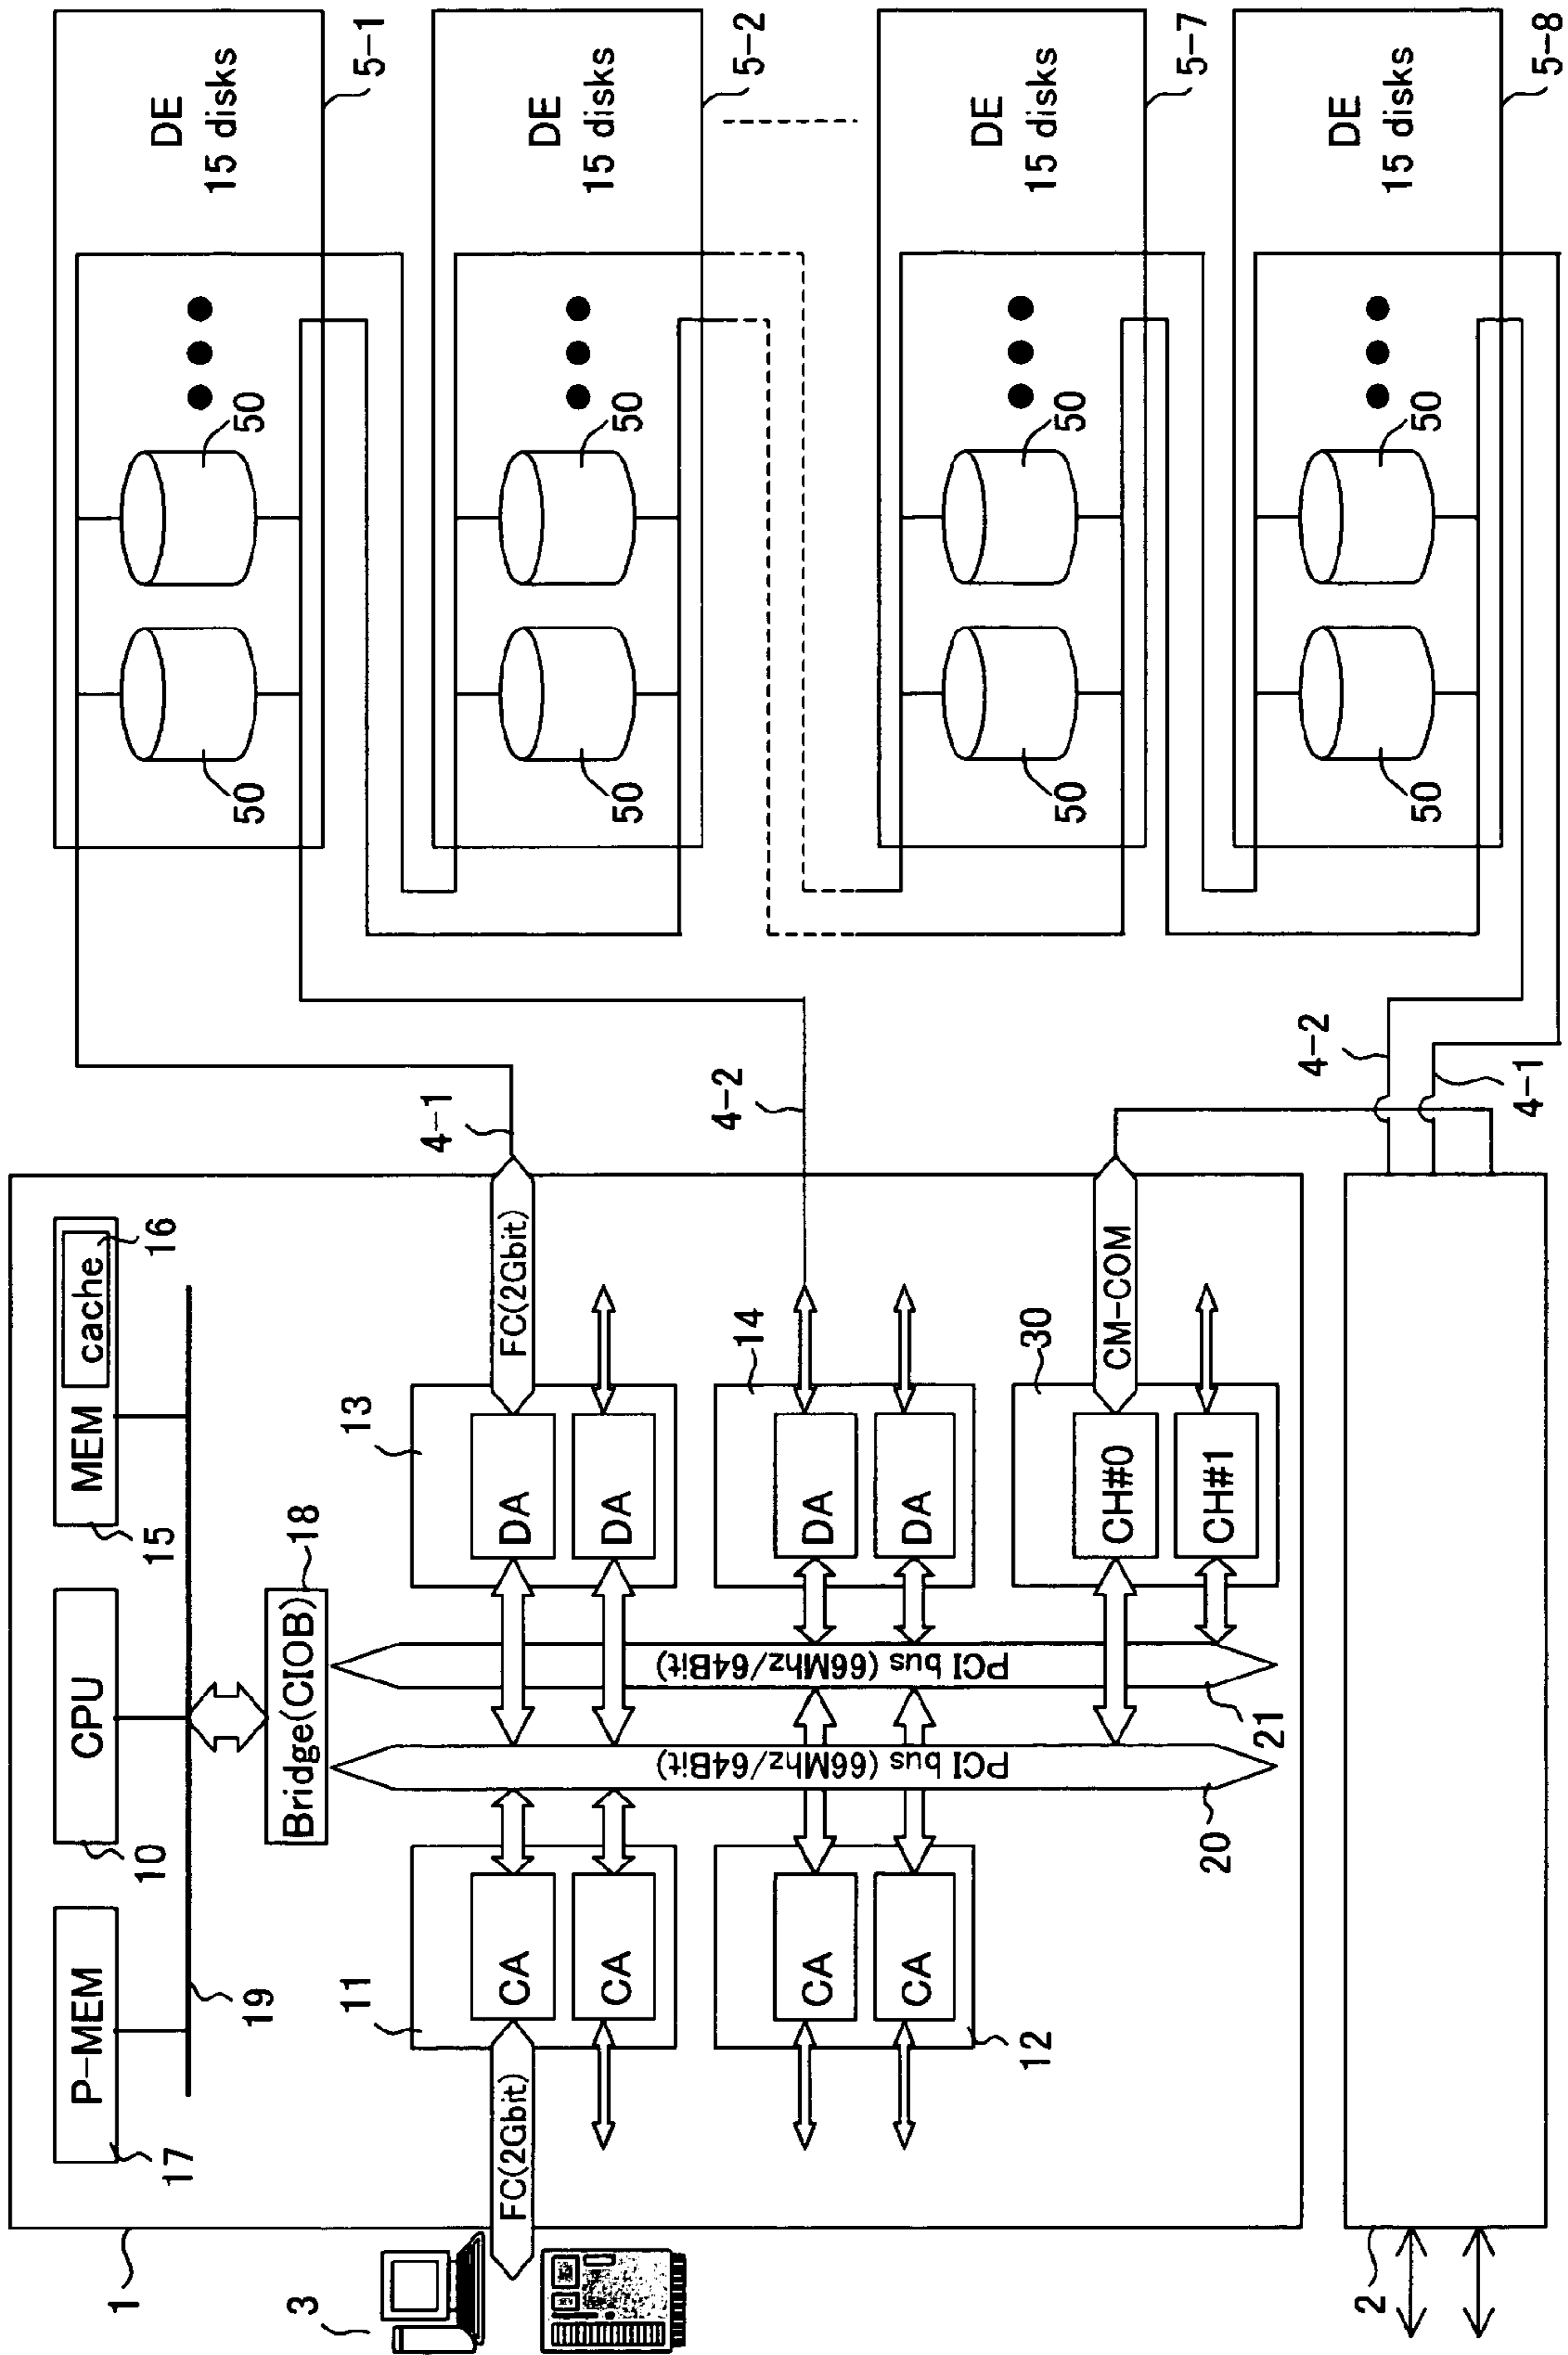 1
P-MEM
17
CPU
10
MEM
cache
15
16
19
Bridge(CIOB)
18
3
FC(2Gbit)
11
CA
CA
12
CA
CA
PCI bus (66Mhz/64Bit)
20
PCI bus (66Mhz/64Bit)
21
13
DA
DA
FC(2Gbit)
14
DA
DA
30
CH#0
CH#1
CM-COM
2
4-1
4-2
4-2
4-1
50
50
DE
15 disks
5-1
50
50
DE
15 disks
5-2
50
50
DE
15 disks
5-7
50
50
DE
15 disks
5-8